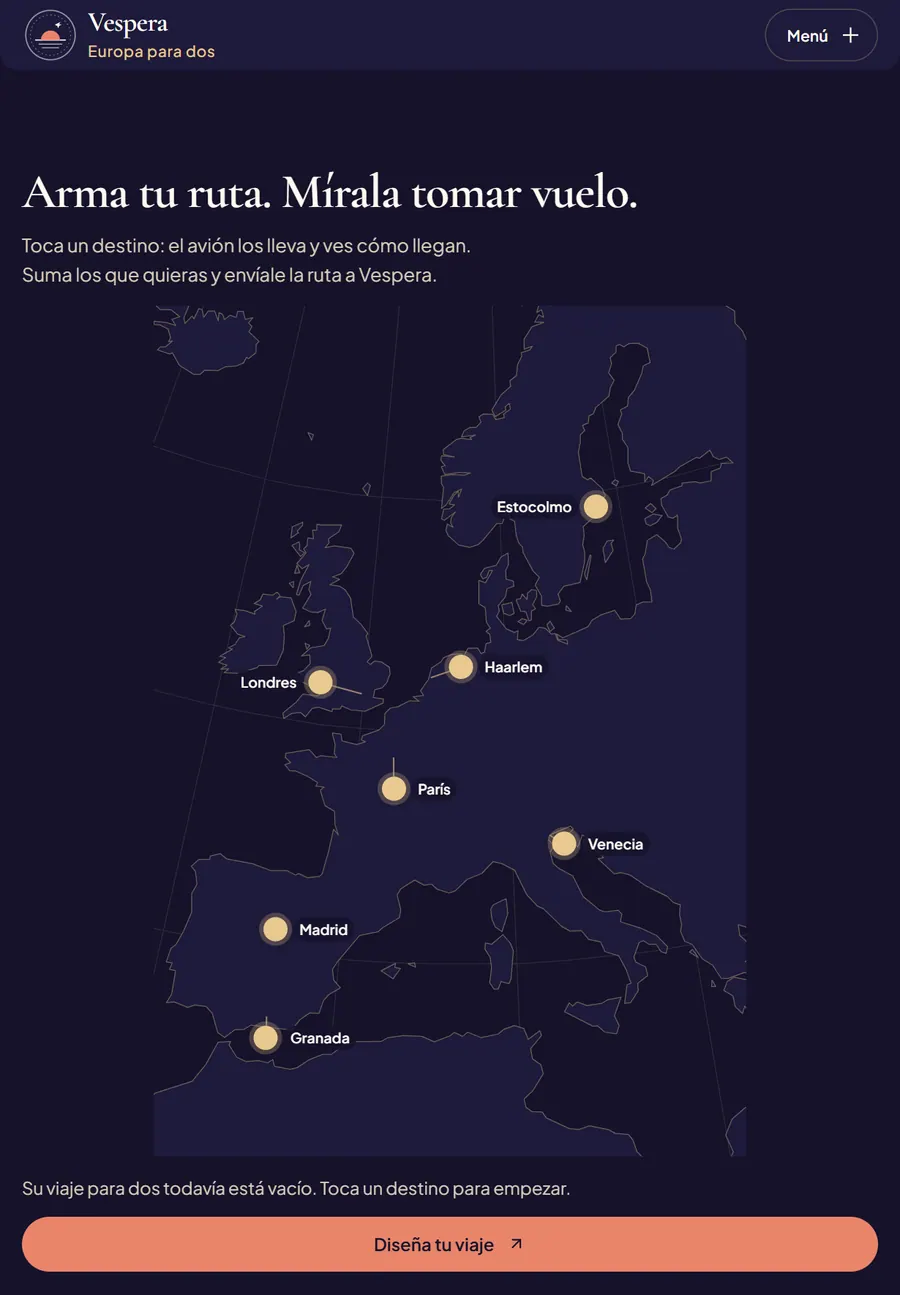 Vespera
Europa para dos
Menú
Arma tu ruta. Mírala tomar vuelo.
Toca un destino: el avión los lleva y ves cómo llegan.
Suma los que quieras y envíale la ruta a Vespera.
Estocolmo
Haarlem
Londres
París
Venecia
Madrid
Granada
Su viaje para dos todavía está vacío. Toca un destino para empezar.
Diseña tu viaje